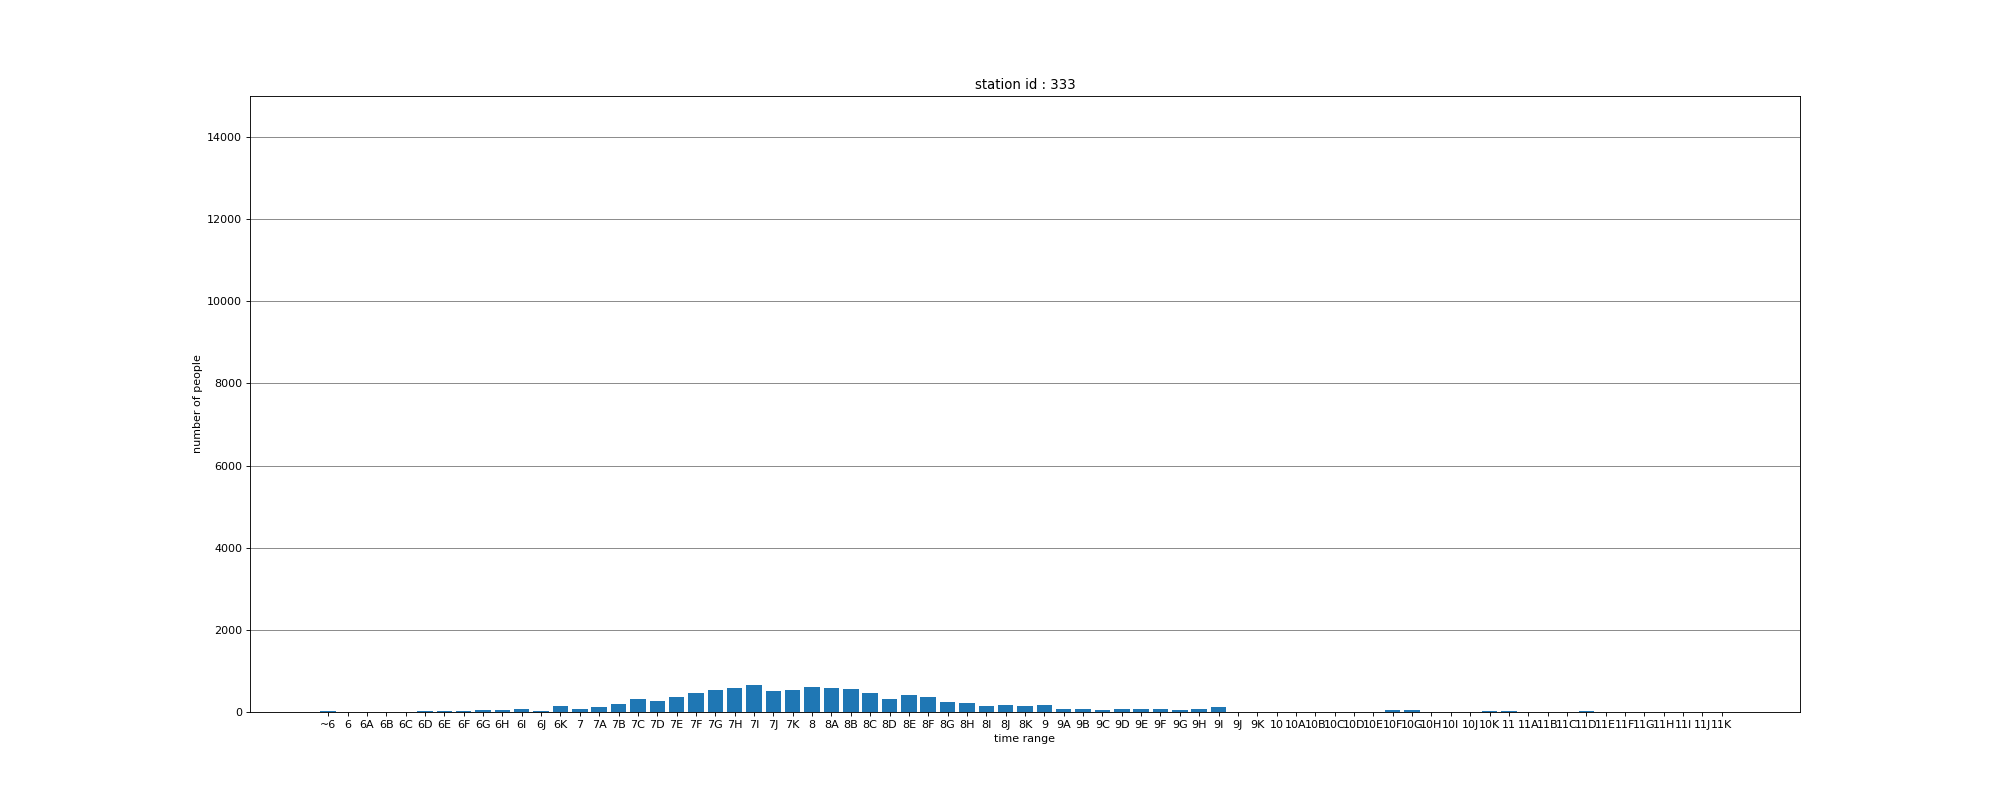 station id : 333
14000
12000
10000
8000
6000
4000
2000
0
number of people
~6 6 6A 6B 6C 6D 6E 6F 6G 6H 6I 6J 6K 7 7A 7B 7C 7D 7E 7F 7G 7H 7I 7J 7K 8 8A 8B 8C 8D 8E 8F 8G 8H 8I 8J 8K 9 9A 9B 9C 9D 9E 9F 9G 9H 9I 9J 9K 10 10A 10B 10C 10D 10E 10F 10G 10H 10I 10J 10K 11 11A 11B 11C 11D 11E 11F 11G 11H 11I 11J 11K
time range